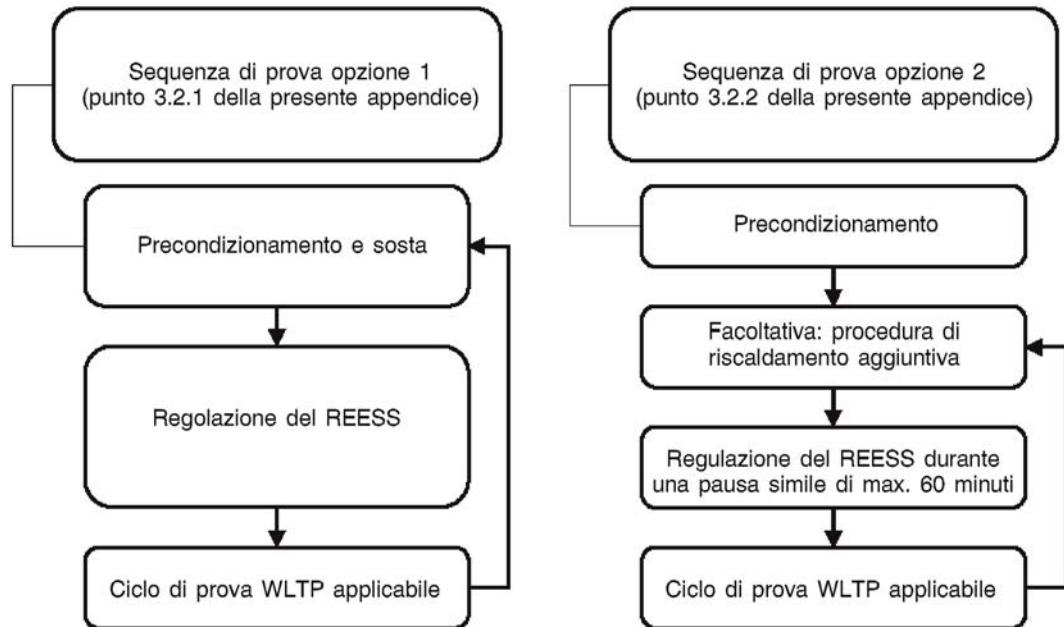 Sequenza di prova opzione 1
(punto 3.2.1 della presente appendice)
Precondizionamento e sosta
Regolazione del REESS
Ciclo di prova WLTP applicabile
Sequenza di prova opzione 2
(punto 3.2.2 della presente appendice)
Precondizionamento
Facoltativa: procedura di
riscaldamento aggiuntiva
Regulazione del REESS durante
una pausa simile di max. 60 minuti
Ciclo di prova WLTP applicabile